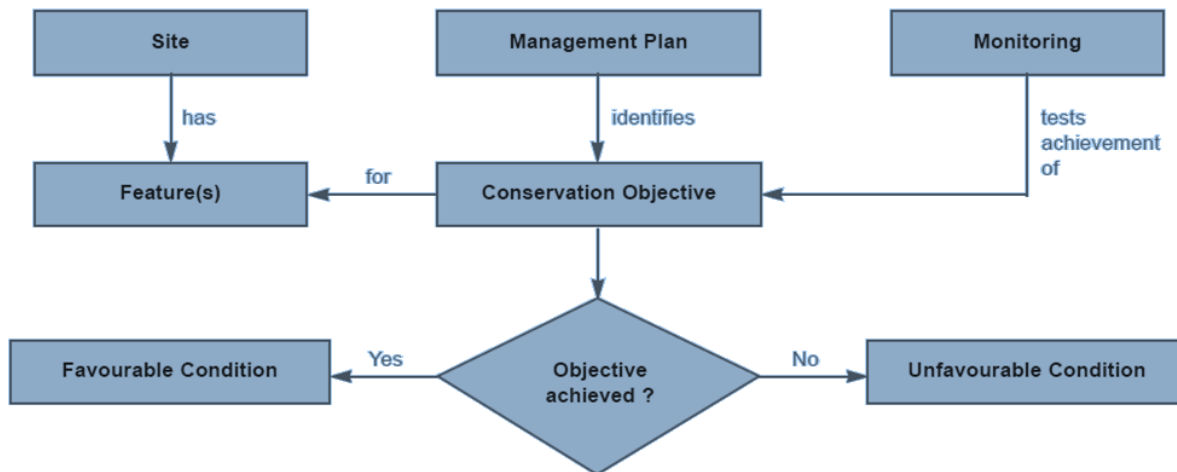 Site
Management Plan
Monitoring
has
identifies
tests
achievement
of
Feature(s)
for
Conservation Objective
Favourable Condition
Yes
Objective
achieved ?
No
Unfavourable Condition